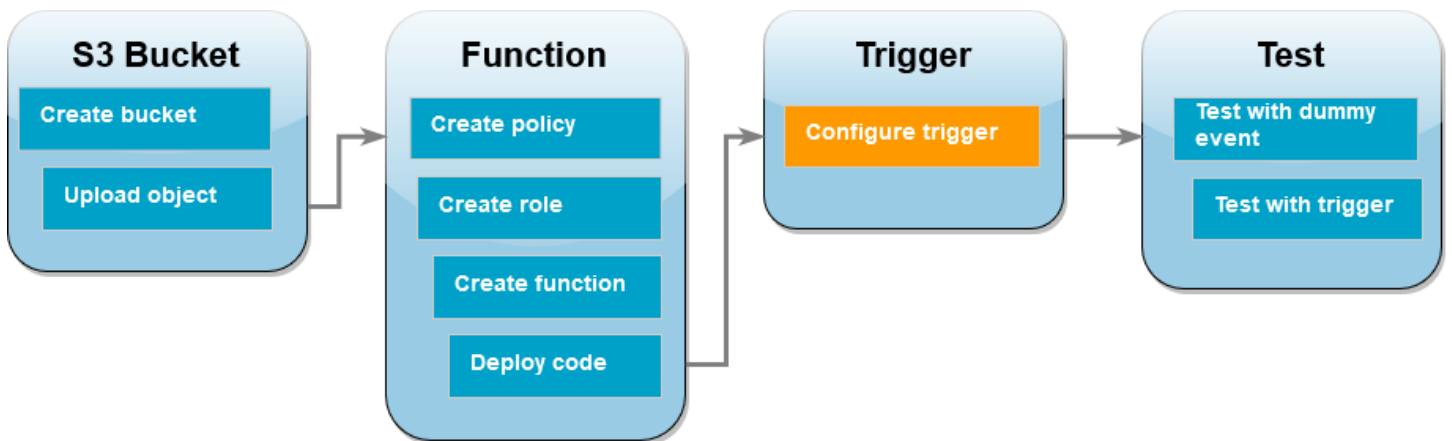 S3 Bucket
Create bucket
Upload object
Function
Create policy
Create role
Create function
Deploy code
Trigger
Configure trigger
Test
Test with dummy
event
Test with trigger